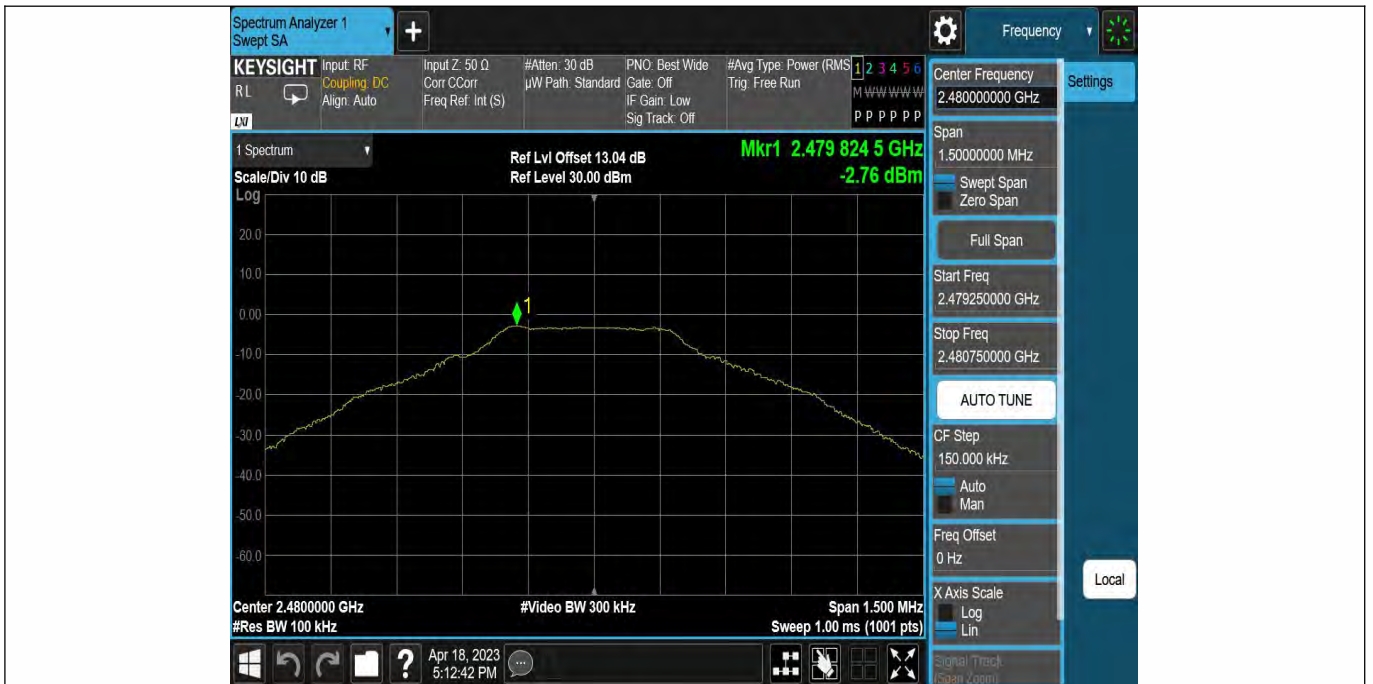 Spectrum Analyzer 1
Swept SA
+
Frequency
KEYSIGHT
RL
LXI
Input: RF
Coupling: DC
Align: Auto
Input Z: 50 Ω
Corr CCorr
Freq Ref: Int (S)
#Atten: 30 dB
µW Path: Standard
PNO: Best Wide
Gate: Off
IF Gain: Low
Sig Track: Off
#Avg Type: Power (RMS
Trig: Free Run
1 2 3 4 5 6
M W W W W W
P P P P P P
1 Spectrum
Scale/Div 10 dB
Log
Ref Lvl Offset 13.04 dB
Ref Level 30.00 dBm
Mkr1 2.479 824 5 GHz
-2.76 dBm
20.0
10.0
0.00
-10.0
-20.0
-30.0
-40.0
-50.0
-60.0
1
Center 2.4800000 GHz
#Res BW 100 kHz
#Video BW 300 kHz
Span 1.500 MHz
Sweep 1.00 ms (1001 pts)
Center Frequency
2.480000000 GHz
Settings
Span
1.50000000 MHz
Swept Span
Zero Span
Full Span
Start Freq
2.479250000 GHz
Stop Freq
2.480750000 GHz
AUTO TUNE
CF Step
150.000 kHz
Auto
Man
Freq Offset
0 Hz
X Axis Scale
Log
Lin
Local
Signal Track
(Span Zoom)
?
Apr 18, 2023
5:12:42 PM